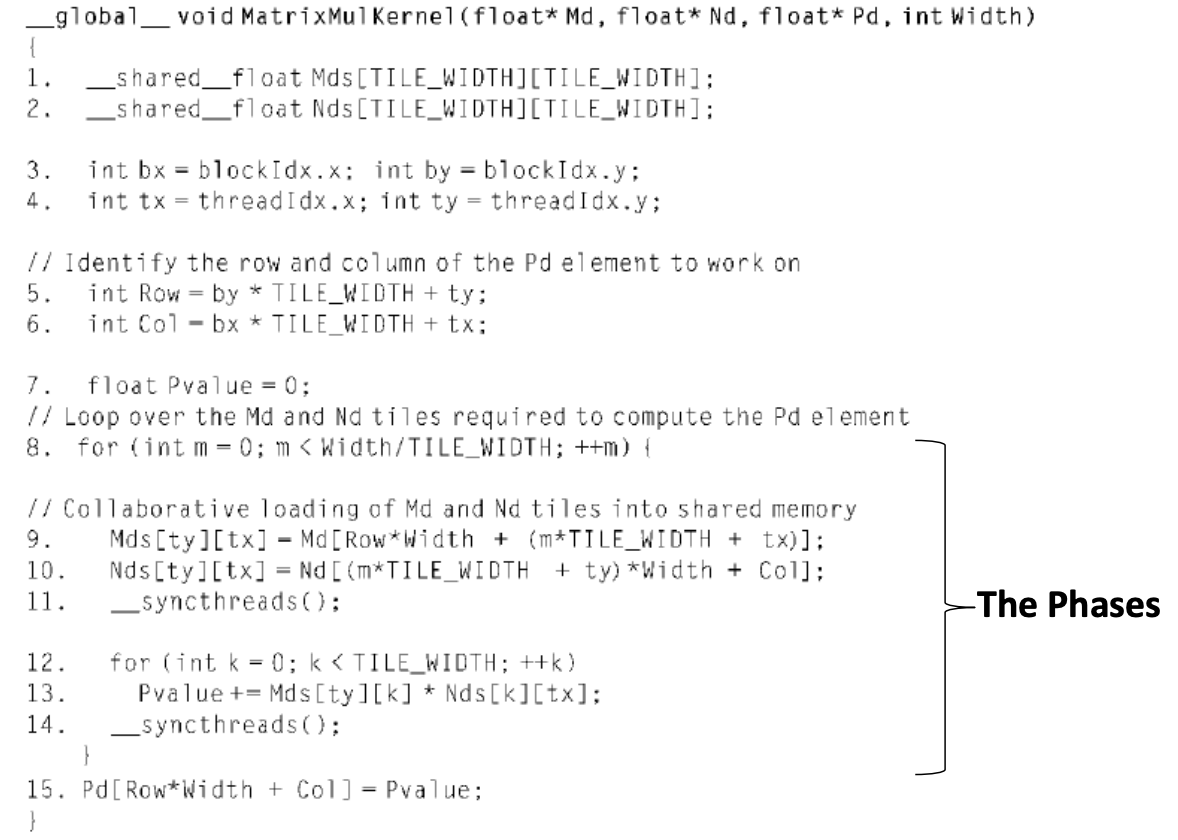 __global__ void MatrixMulKernel(float* Md, float* Nd, float* Pd, int Width)
{
1. __shared__float Mds[TILE_WIDTH][TILE_WIDTH];
2. __shared__float Nds[TILE_WIDTH][TILE_WIDTH];
3. int bx = blockIdx.x; int by = blockIdx.y;
4. int tx = threadIdx.x; int ty = threadIdx.y;
// Identify the row and column of the Pd element to work on
5. int Row = by * TILE_WIDTH + ty;
6. int Col = bx * TILE_WIDTH + tx;
7. float Pvalue = 0;
// Loop over the Md and Nd tiles required to compute the Pd element
8. for (int m = 0; m < Width/TILE_WIDTH; ++m) {
// Collaborative loading of Md and Nd tiles into shared memory
9. Mds[ty][tx] = Md[Row*Width + (m*TILE_WIDTH + tx)];
10. Nds[ty][tx] = Nd[(m*TILE_WIDTH + ty)*Width + Col];
11. __syncthreads();
The Phases
12. for (int k = 0; k < TILE_WIDTH; ++k)
13. Pvalue += Mds[ty][k] * Nds[k][tx];
14. __syncthreads();
}
15. Pd[Row*Width + Col] = Pvalue;
}